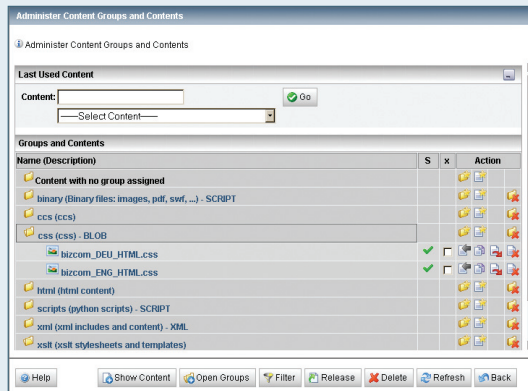 Administer Content Groups and Contents
Administer Content Groups and Contents
Last Used Content
Content:
Go
——Select Content——
Groups and Contents
Name (Description) S x Action
Content with no group assigned
binary (Binary files: images, pdf, swf, ...) - SCRIPT
ccs (ccs)
css (css) - BLOB
bizcom_DEU_HTML.css
bizcom_ENG_HTML.css
html (html content)
scripts (python scripts) - SCRIPT
xml (xml includes and content) - XML
xslt (xslt stylesheets and templates)
Help Show Content Open Groups Filter Release Delete Refresh Back